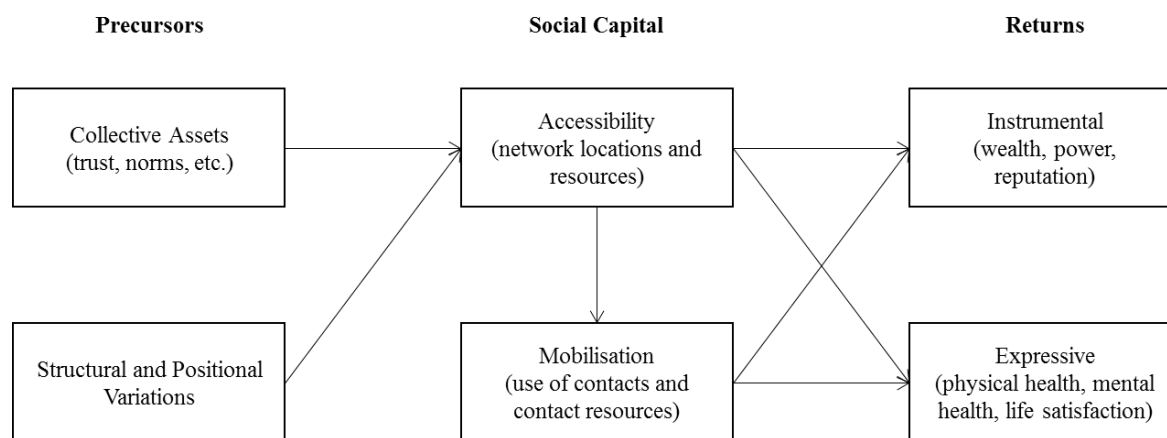 Precursors
Social Capital
Returns
Collective Assets
(trust, norms, etc.)
Accessibility
(network locations and
resources)
Instrumental
(wealth, power,
reputation)
Structural and Positional
Variations
Mobilisation
(use of contacts and
contact resources)
Expressive
(physical health, mental
health, life satisfaction)